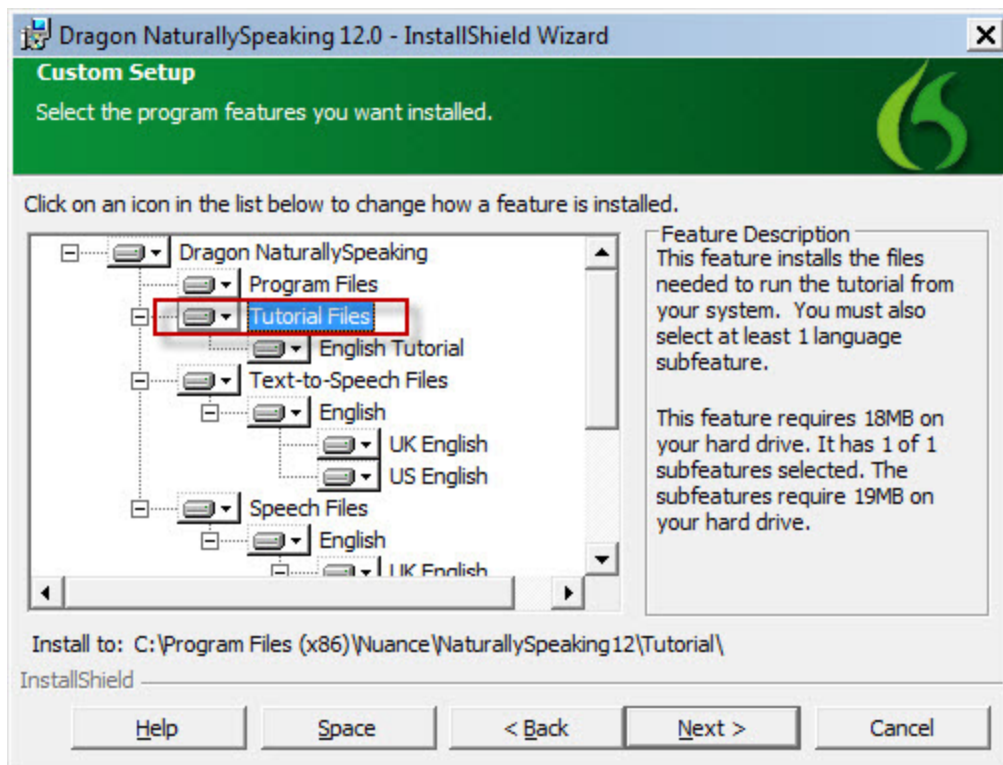 Dragon NaturallySpeaking 12.0 - InstallShield Wizard
Custom Setup
Select the program features you want installed.
Click on an icon in the list below to change how a feature is installed.
Dragon NaturallySpeaking
Program Files
Tutorial Files
English Tutorial
Text-to-Speech Files
English
UK English
US English
Speech Files
English
UK English
Feature Description
This feature installs the files
needed to run the tutorial from
your system. You must also
select at least 1 language
subfeature.
This feature requires 18MB on
your hard drive. It has 1 of 1
subfeatures selected. The
subfeatures require 19MB on
your hard drive.
Install to: C:\Program Files (x86)\Nuance\NaturallySpeaking12\Tutorial\
InstallShield
Help
Space
< Back
Next >
Cancel